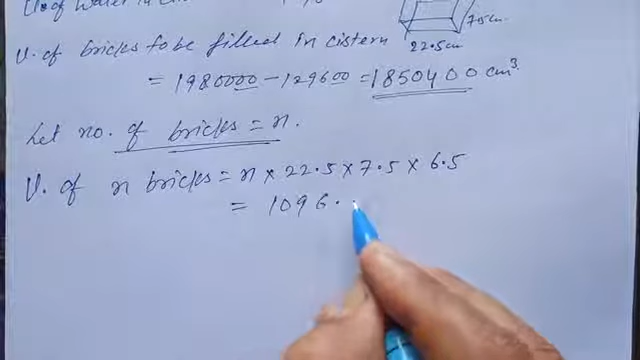 7.5cm
V. of bricks to be filled in cistern 22.5cm
= 1980000 - 129600 = 1850400 cm³
Let no. of bricks = n.
V. of n bricks = n × 22.5 × 7.5 × 6.5
= 1096.